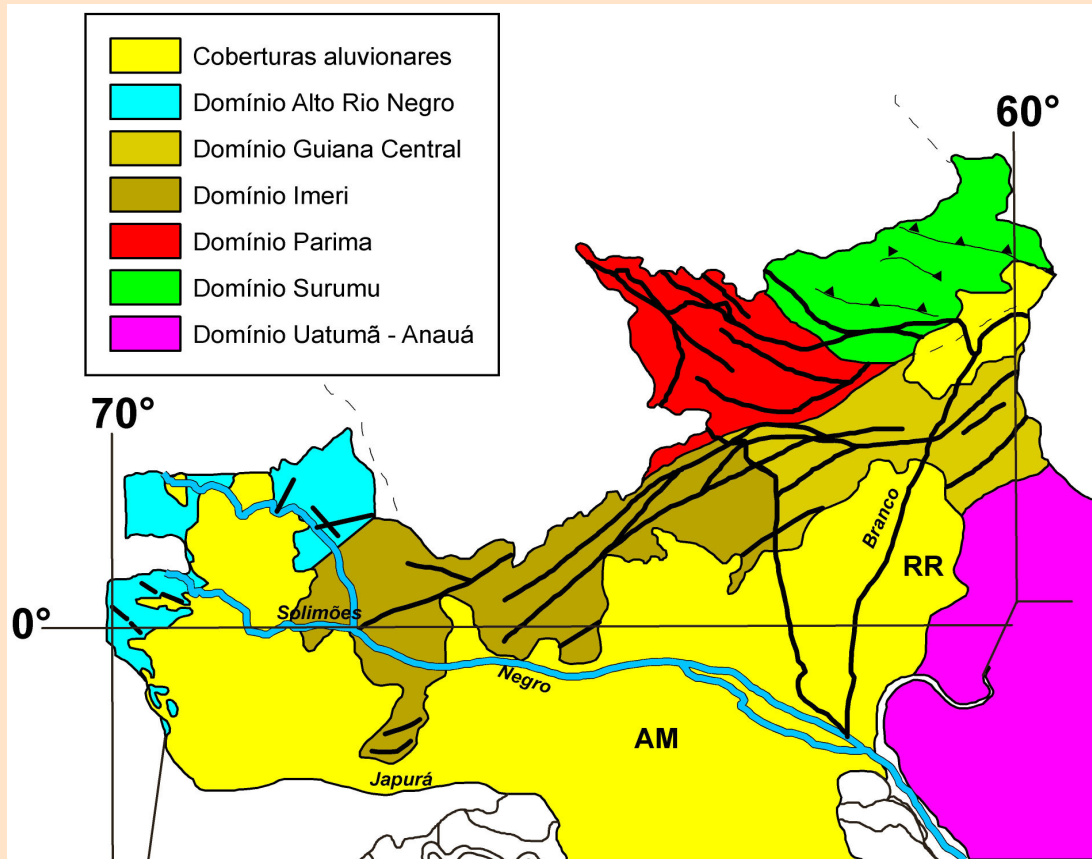 Coberturas aluvionares
Domínio Alto Rio Negro
Domínio Guiana Central
Domínio Imeri
Domínio Parima
Domínio Surumu
Domínio Uatumã - Anauá
60°
70°
Branco
RR
Solimões
0°
Negro
AM
Japurá